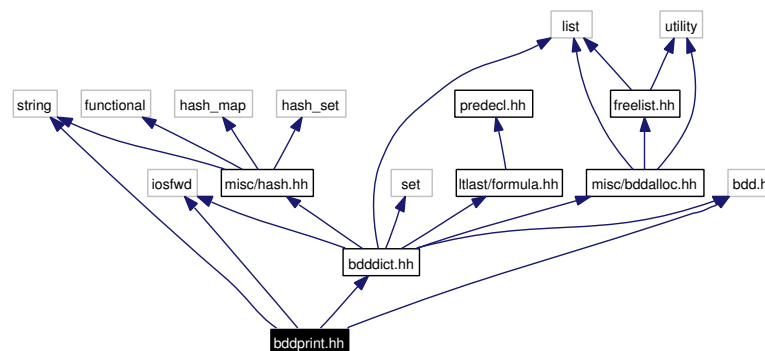 list
utility
string
functional
hash_map
hash_set
predecl.hh
freelist.hh
iosfwd
misc/hash.hh
set
ltlast/formula.hh
misc/bddalloc.hh
bdd.h
bdddict.hh
bddprint.hh